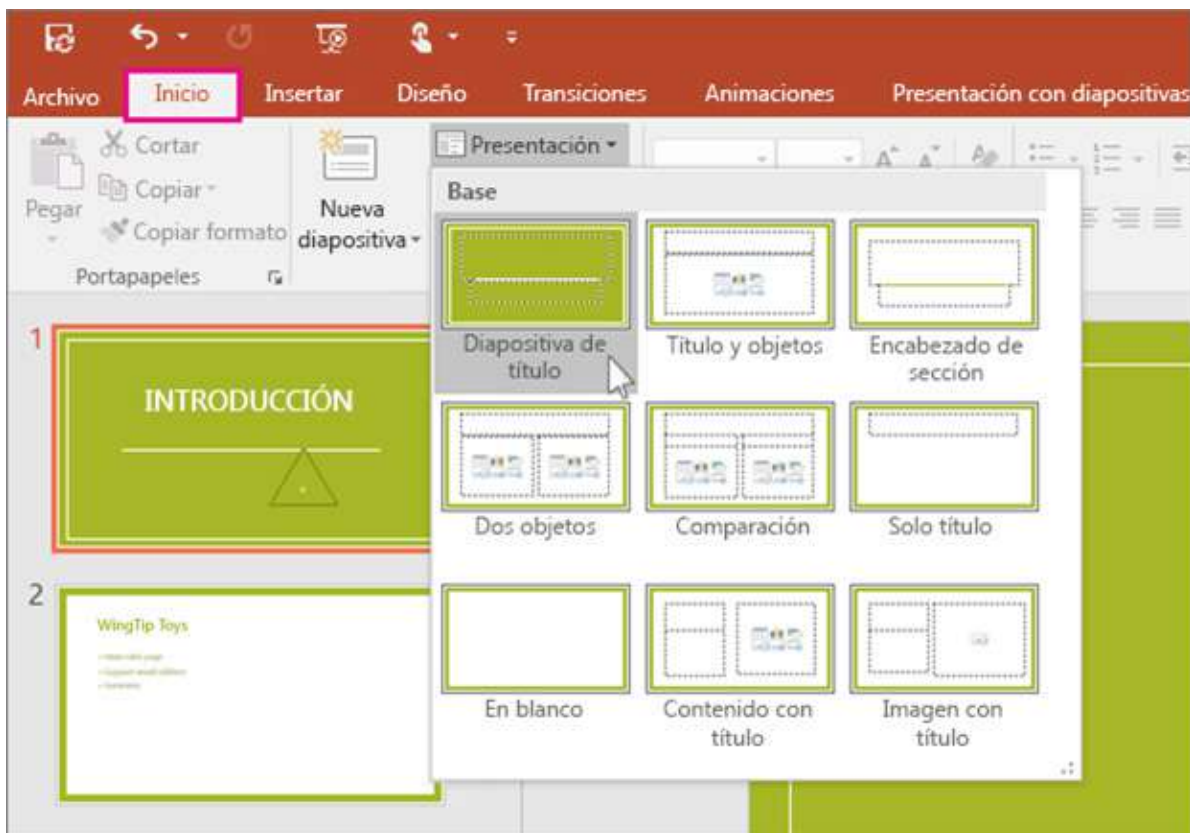 Archivo Inicio Insertar Diseño Transiciones Animaciones Presentación con diapositivas
Pegar
Cortar
Copiar
Copiar formato
Portapapeles
Nueva
diapositiva
Presentación
Base
Diapositiva de
título
Título y objetos
Encabezado de
sección
Dos objetos
Comparación
Solo título
En blanco
Contenido con
título
Imagen con
título
1
INTRODUCCIÓN
2
WingTip Toys